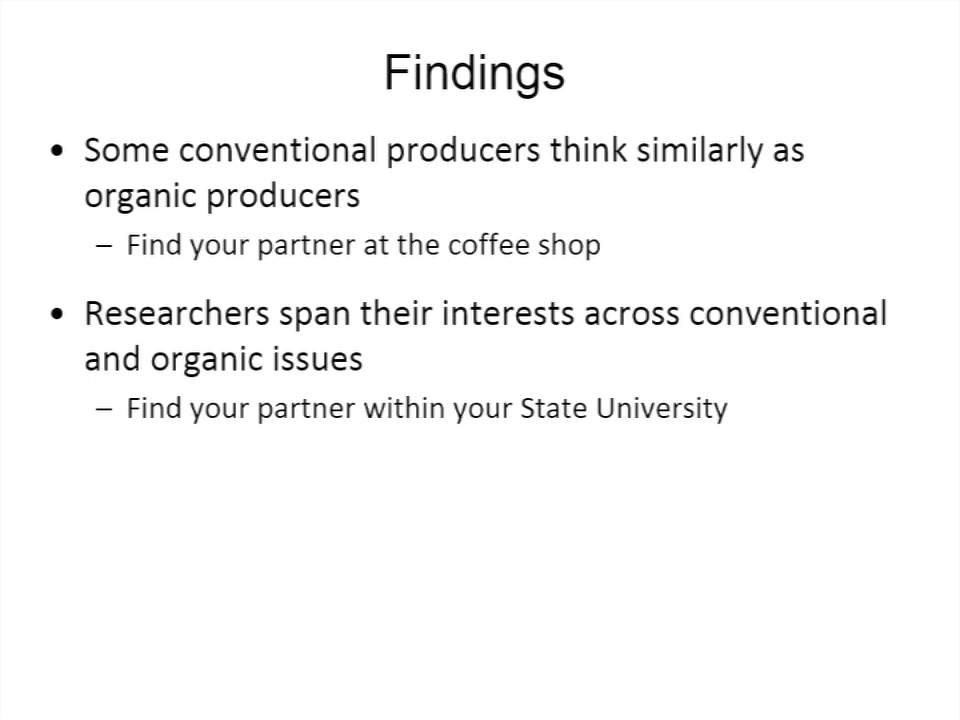 Findings
• Some conventional producers think similarly as
organic producers
– Find your partner at the coffee shop
• Researchers span their interests across conventional
and organic issues
– Find your partner within your State University